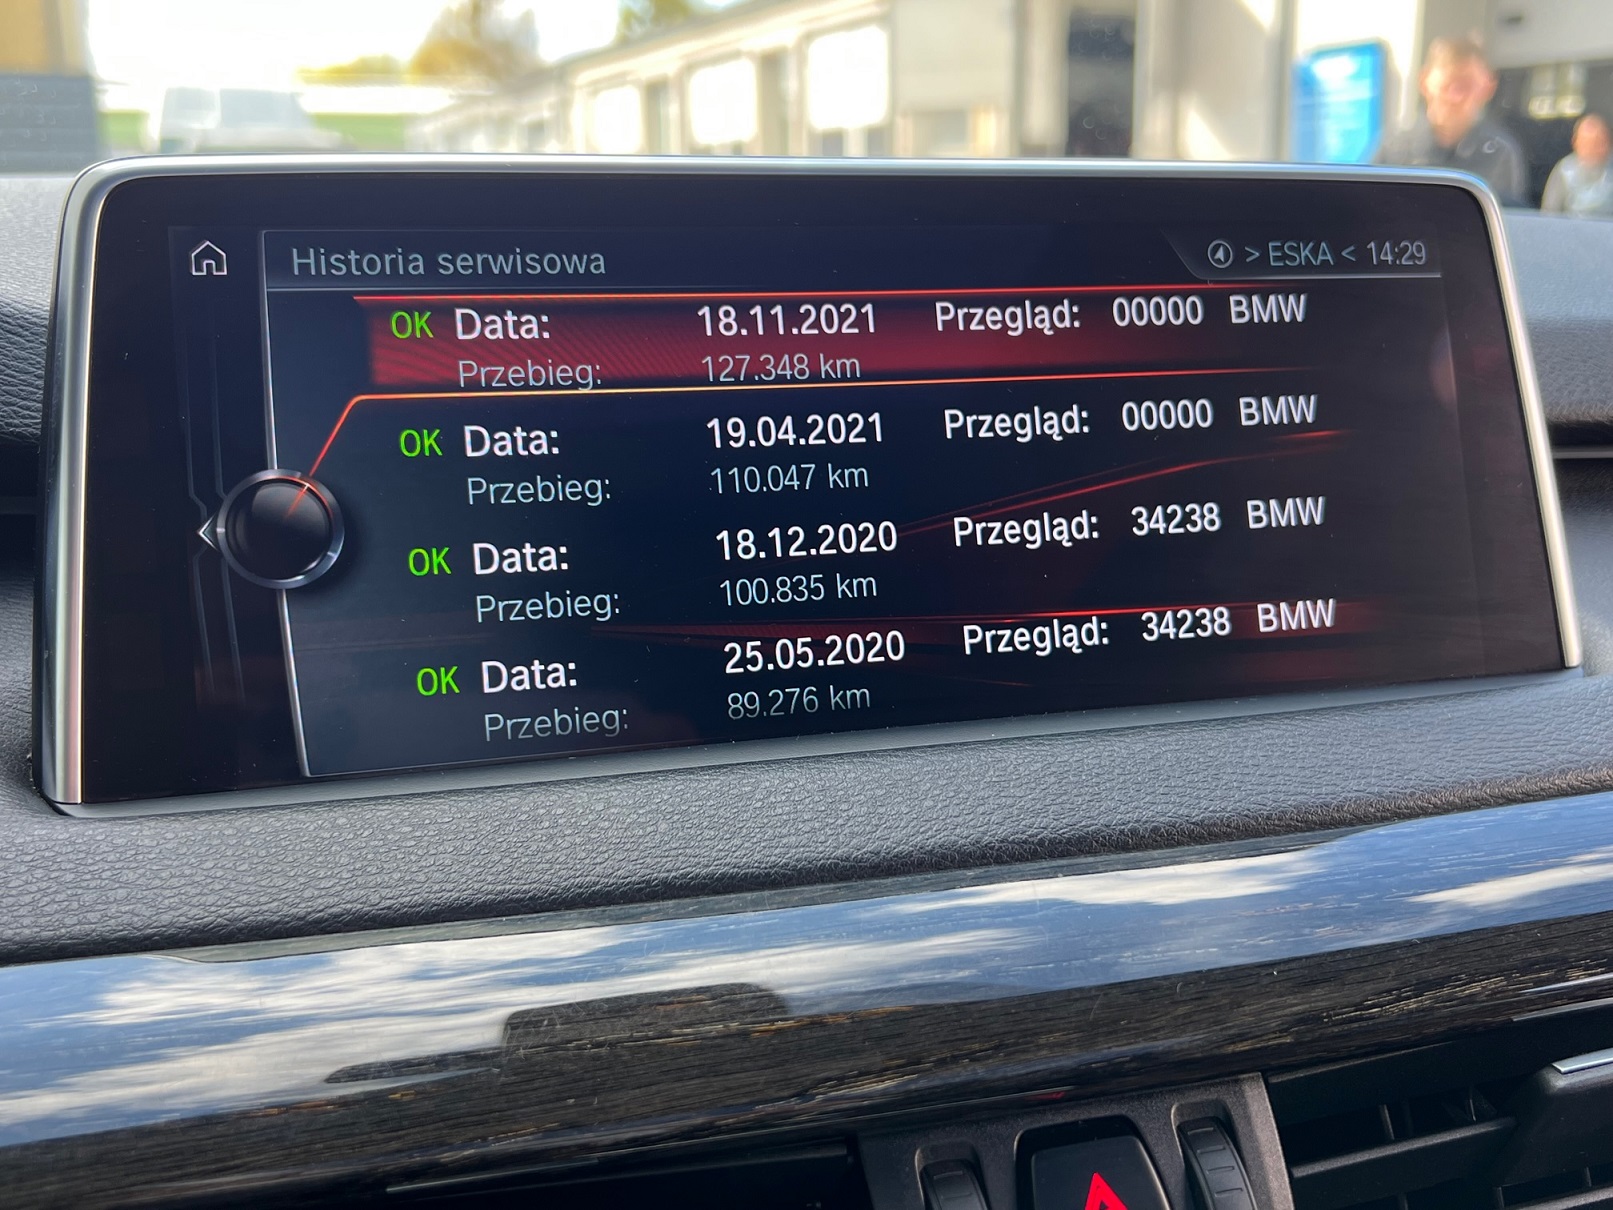 Historia serwisowa
> ESKA < 14:29
OK Data: 18.11.2021 Przegląd: 00000 BMW
Przebieg: 127.348 km
OK Data: 19.04.2021 Przegląd: 00000 BMW
Przebieg: 110.047 km
OK Data: 18.12.2020 Przegląd: 34238 BMW
Przebieg: 100.835 km
OK Data: 25.05.2020 Przegląd: 34238 BMW
Przebieg: 89.276 km